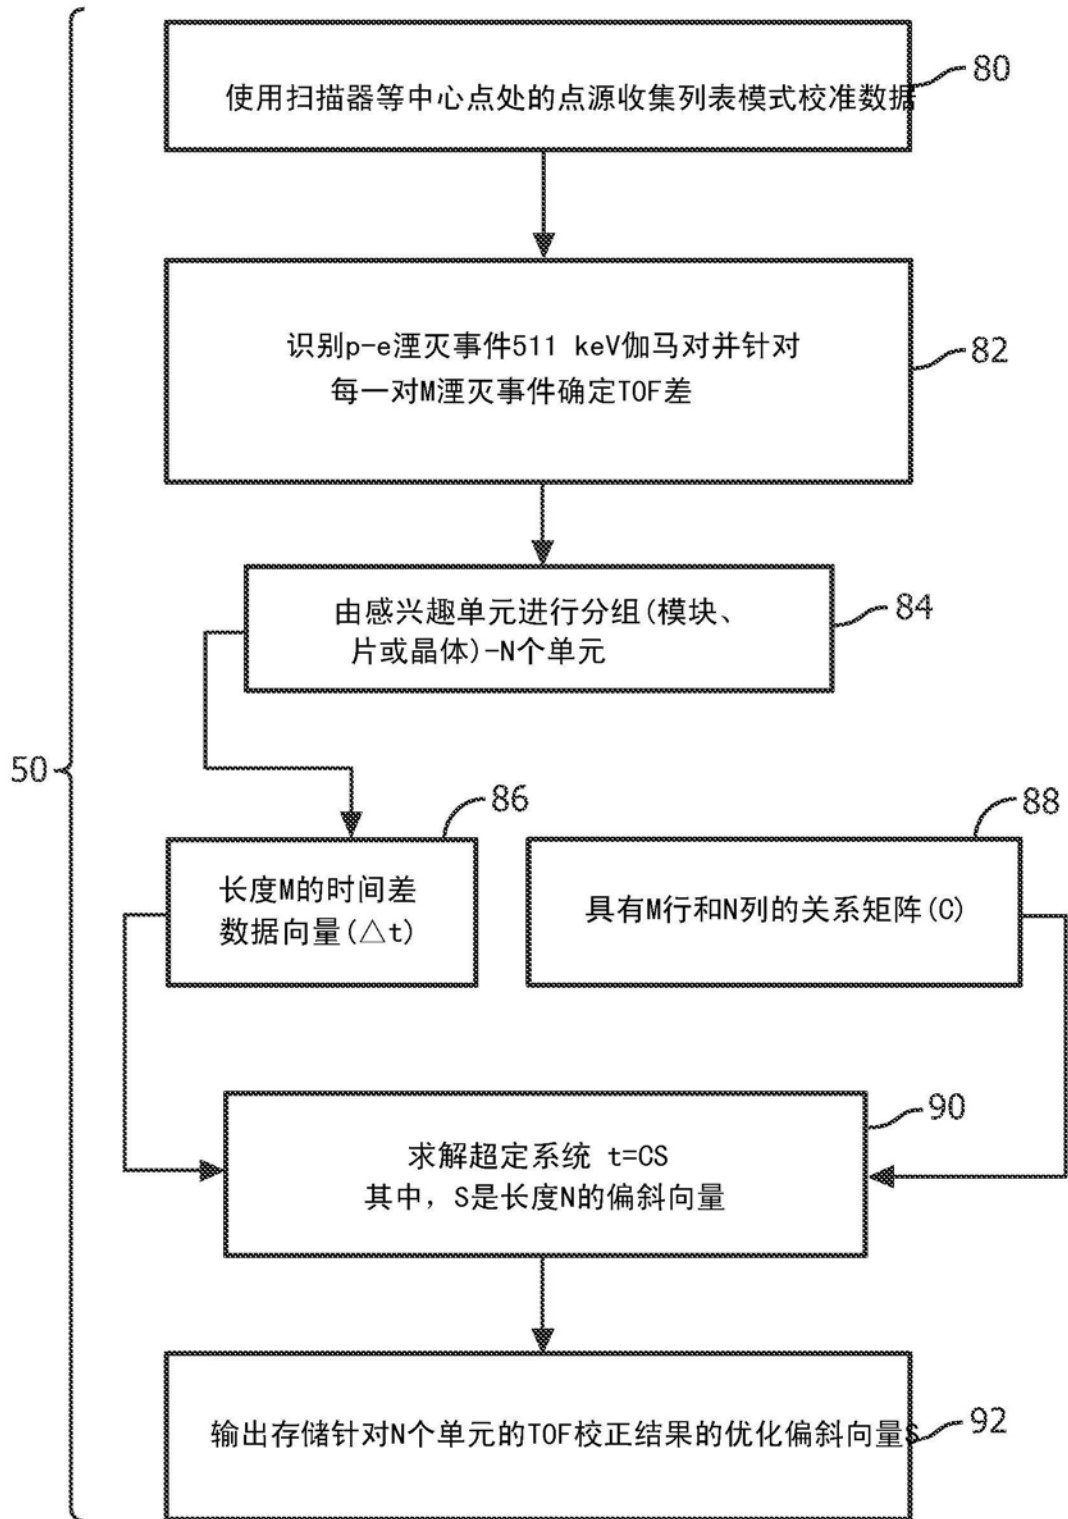 使用扫描器等中心点处的点源收集列表模式校准数据
80
识别p-e湮灭事件511 keV伽马对并针对
每一对M湮灭事件确定TOF差
82
由感兴趣单元进行分组(模块、
片或晶体)-N个单元
84
50
86
长度M的时间差
数据向量(△t)
88
具有M行和N列的关系矩阵(C)
90
求解超定系统 t=CS
其中，S是长度N的偏斜向量
输出存储针对N个单元的TOF校正结果的优化偏斜向量S
92